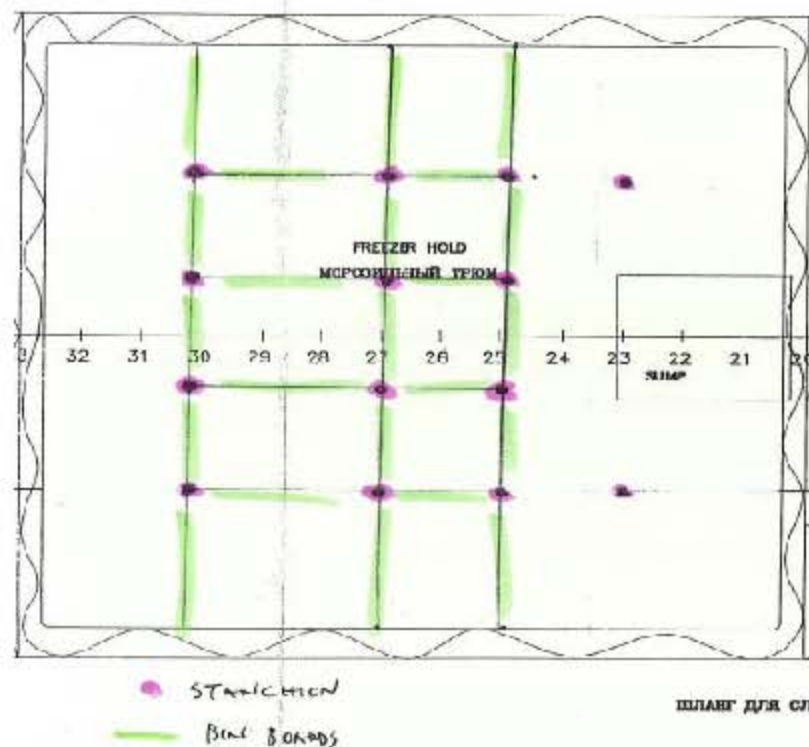 FREEZER HOLD
МОРОЗИЛЬНЫЙ ТРЮМ
32 31 30 29 28 27 26 25 24 23 22 21
SUMP
STANCHION
ШЛАНГ ДЛЯ
BIN BOARDS